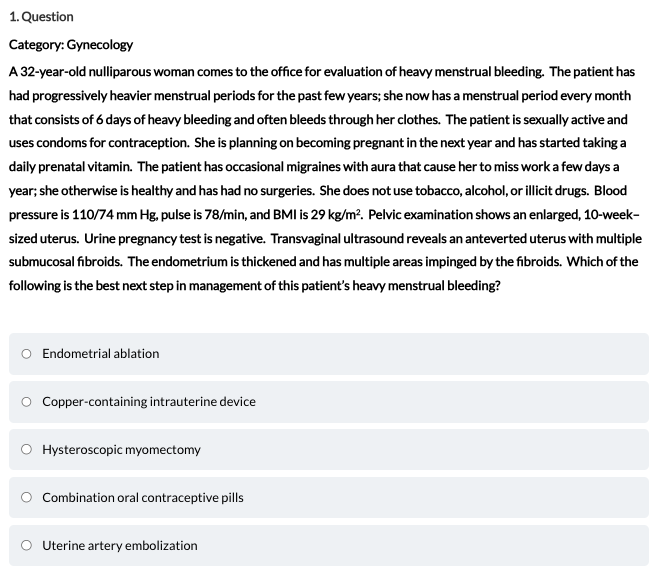 1. Question
Category: Gynecology
A 32-year-old nulliparous woman comes to the office for evaluation of heavy menstrual bleeding.  The patient has
had progressively heavier menstrual periods for the past few years; she now has a menstrual period every month
that consists of 6 days of heavy bleeding and often bleeds through her clothes.  The patient is sexually active and
uses condoms for contraception.  She is planning on becoming pregnant in the next year and has started taking a
daily prenatal vitamin.  The patient has occasional migraines with aura that cause her to miss work a few days a
year; she otherwise is healthy and has had no surgeries.  She does not use tobacco, alcohol, or illicit drugs.  Blood
pressure is 110/74 mm Hg, pulse is 78/min, and BMI is 29 kg/m².  Pelvic examination shows an enlarged, 10-week–
sized uterus.  Urine pregnancy test is negative.  Transvaginal ultrasound reveals an anteverted uterus with multiple
submucosal fibroids.  The endometrium is thickened and has multiple areas impinged by the fibroids.  Which of the
following is the best next step in management of this patient's heavy menstrual bleeding?
Endometrial ablation
Copper-containing intrauterine device
Hysteroscopic myomectomy
Combination oral contraceptive pills
Uterine artery embolization